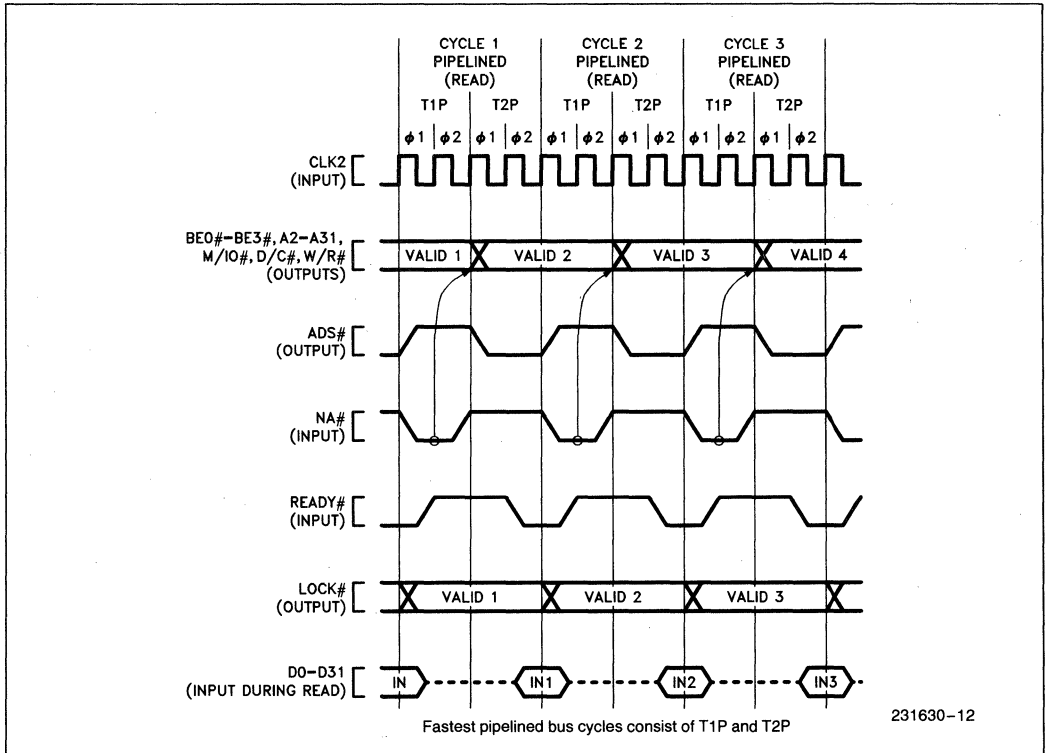 CYCLE 1 CYCLE 2 CYCLE 3
PIPELINED PIPELINED PIPELINED
(READ) (READ) (READ)
T1P T2P T1P T2P T1P T2P
ϕ1 ϕ2 ϕ1 ϕ2 ϕ1 ϕ2 ϕ1 ϕ2 ϕ1 ϕ2 ϕ1 ϕ2
CLK2
(INPUT)
BE0#-BE3#, A2-A31,
M/IO#, D/C#, W/R#
(OUTPUTS)
VALID 1 VALID 2 VALID 3 VALID 4
ADS#
(OUTPUT)
NA#
(INPUT)
READY#
(INPUT)
LOCK#
(OUTPUT)
VALID 1 VALID 2 VALID 3
D0-D31
(INPUT DURING READ)
IN IN1 IN2 IN3
Fastest pipelined bus cycles consist of T1P and T2P
231630-12